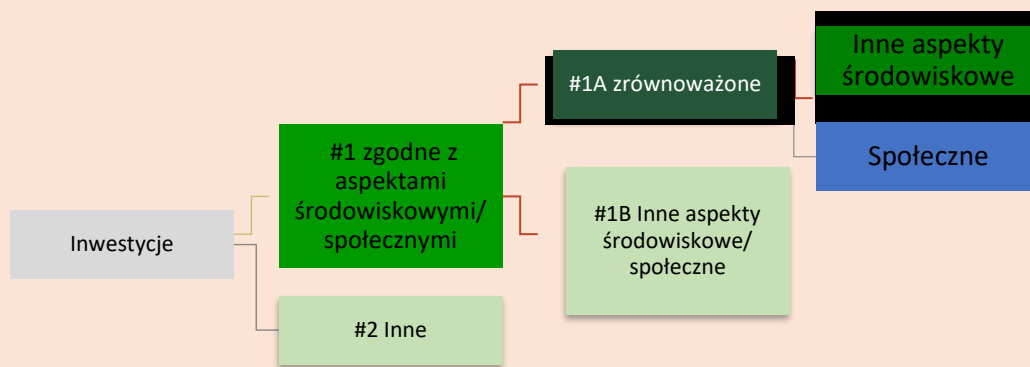 Inwestycje
#1 zgodne z
aspektami
środowiskowymi/
społecznymi
#2 Inne
#1A zrównoważone
#1B Inne aspekty
środowiskowe/
społeczne
Inne aspekty
środowiskowe
Społeczne